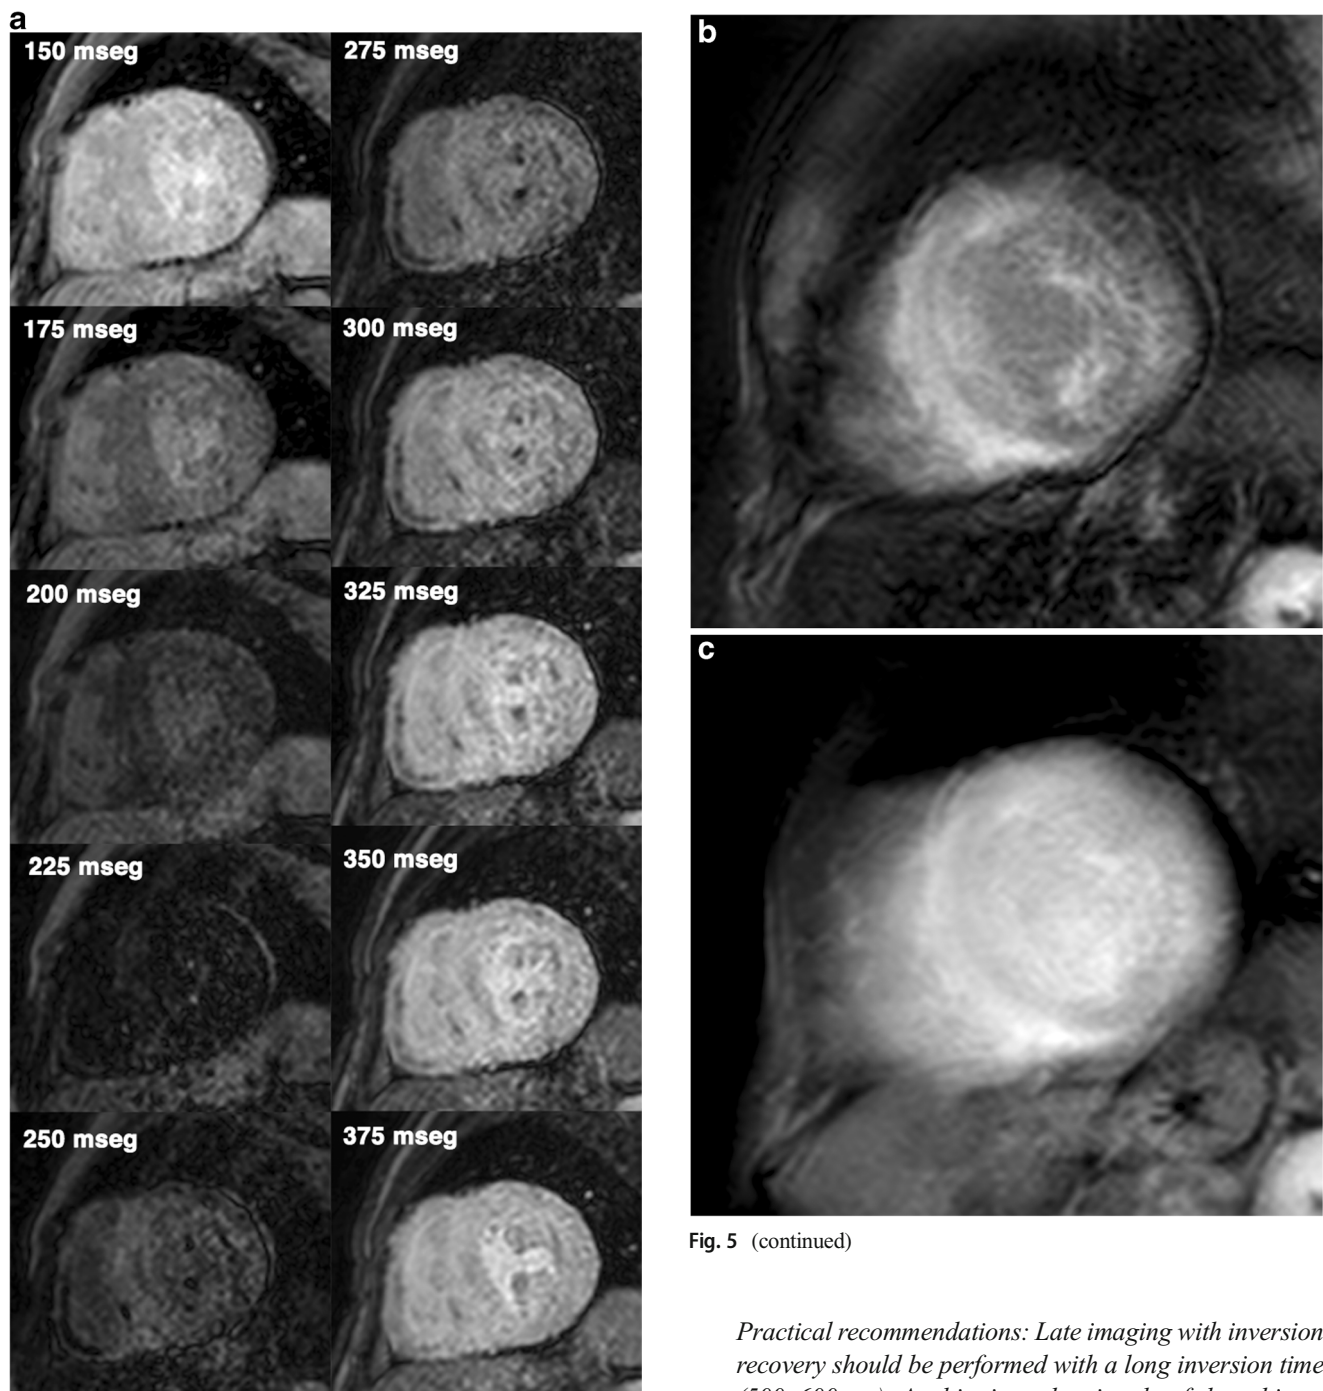 a
150 mseg
275 mseg
175 mseg
300 mseg
200 mseg
325 mseg
225 mseg
350 mseg
250 mseg
375 mseg
b
c
Fig. 5 (continued)
Practical recommendations: Late imaging with inversion
recovery should be performed with a long inversion time